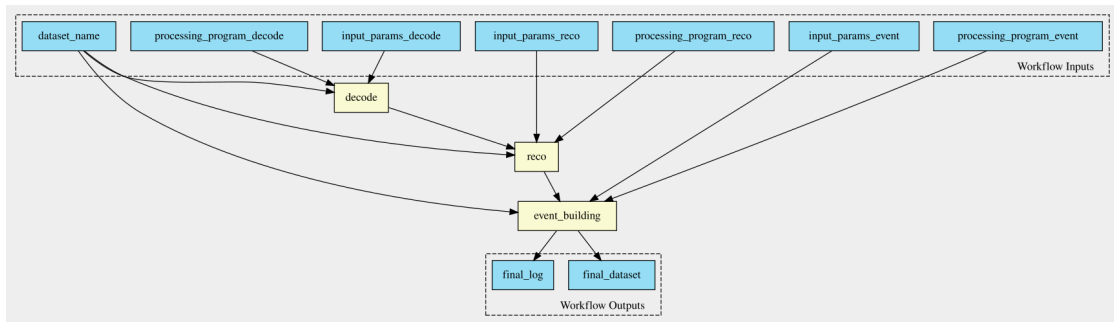 dataset_name
processing_program_decode
input_params_decode
input_params_reco
processing_program_reco
input_params_event
processing_program_event
Workflow Inputs
decode
reco
event_building
final_log
final_dataset
Workflow Outputs